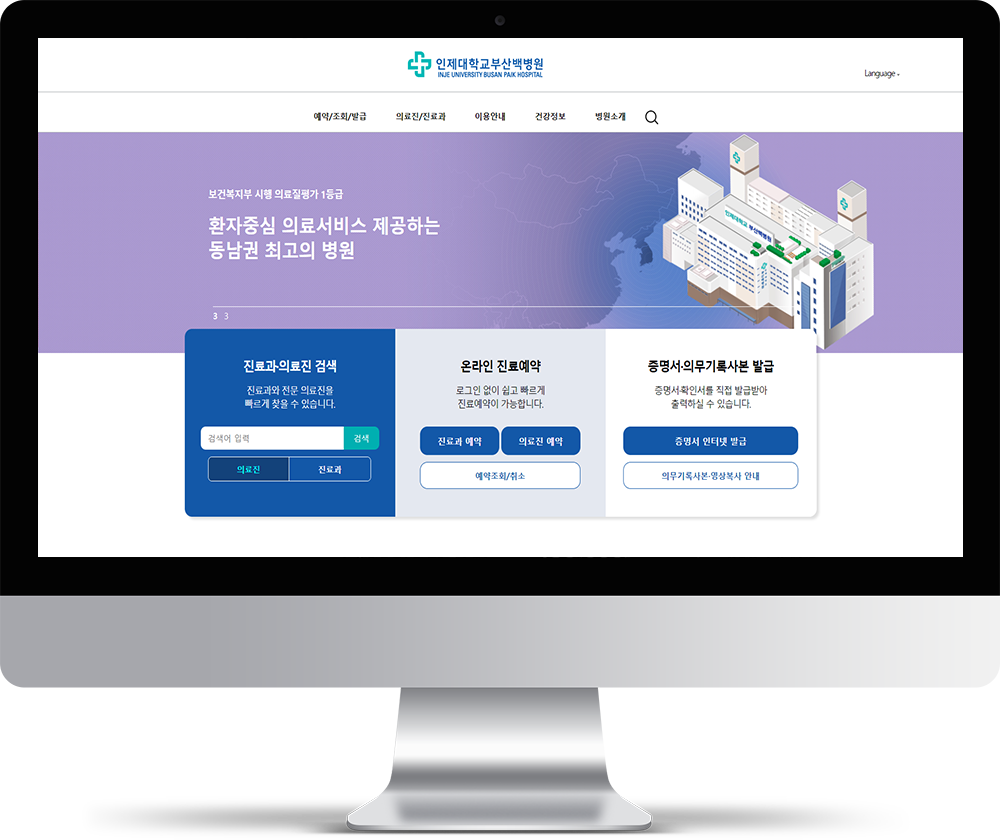 인제대학교부산백병원
INJE UNIVERSITY BUSAN PAIK HOSPITAL
Language
예약/조회/발급 의료진/진료과 이용안내 건강정보 병원소개
보건복지부 시행 의료질평가 1등급
환자중심 의료서비스 제공하는
동남권 최고의 병원
인제대학교 부산백병원
3 3
진료과·의료진 검색
진료과와 전문 의료진을
빠르게 찾을 수 있습니다.
검색어 입력 검색
의료진 진료과
온라인 진료예약
로그인 없이 쉽고 빠르게
진료예약이 가능합니다.
진료과 예약 의료진 예약
예약조회/취소
증명서·의무기록사본 발급
증명서·확인서를 직접 발급받아
출력하실 수 있습니다.
증명서 인터넷 발급
의무기록사본·영상복사 안내